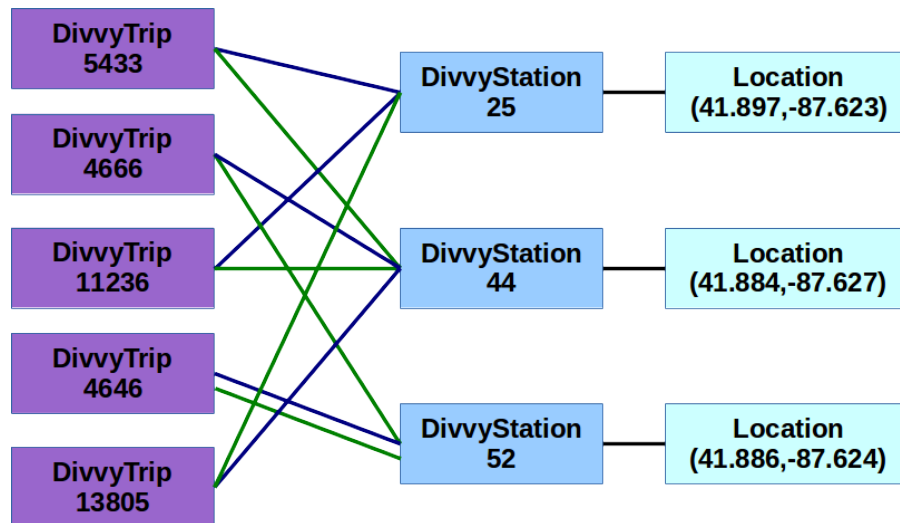 DivvyTrip
5433
DivvyTrip
4666
DivvyTrip
11236
DivvyTrip
4646
DivvyTrip
13805
DivvyStation
25
DivvyStation
44
DivvyStation
52
Location
(41.897,-87.623)
Location
(41.884,-87.627)
Location
(41.886,-87.624)